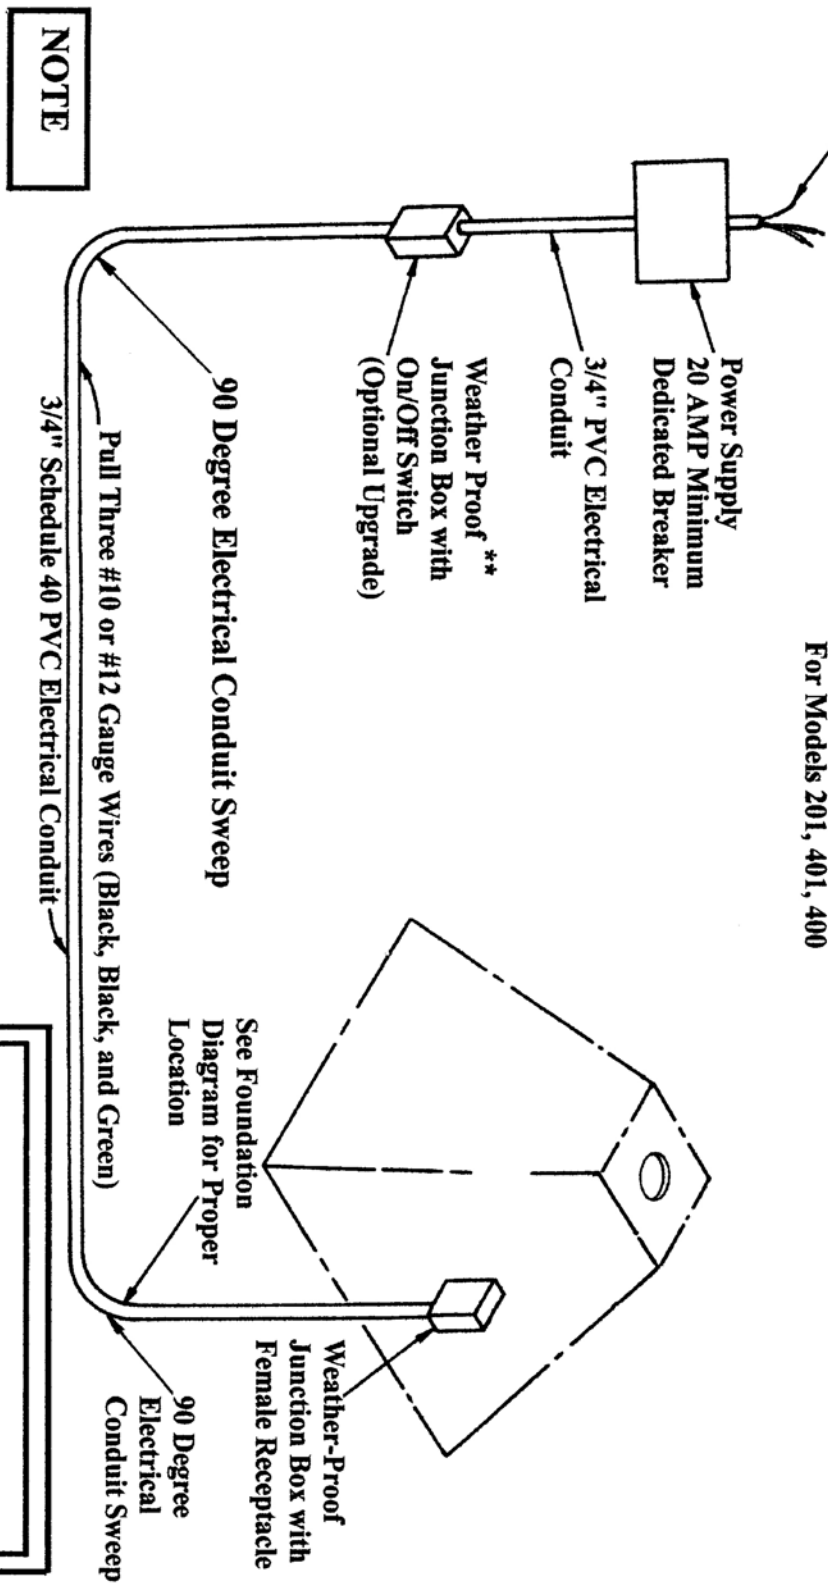 For Models 201, 401, 400
Power Supply
20 AMP Minimum
Dedicated Breaker
3/4" PVC Electrical
Conduit
Weather Proof **
Junction Box with
On/Off Switch
(Optional Upgrade)
90 Degree Electrical Conduit Sweep
Pull Three #10 or #12 Gauge Wires (Black, Black, and Green)
3/4" Schedule 40 PVC Electrical Conduit
See Foundation
Diagram for Proper
Location
Weather-Proof
Junction Box with
Female Receptacle
90 Degree
Electrical
Conduit Sweep
NOTE